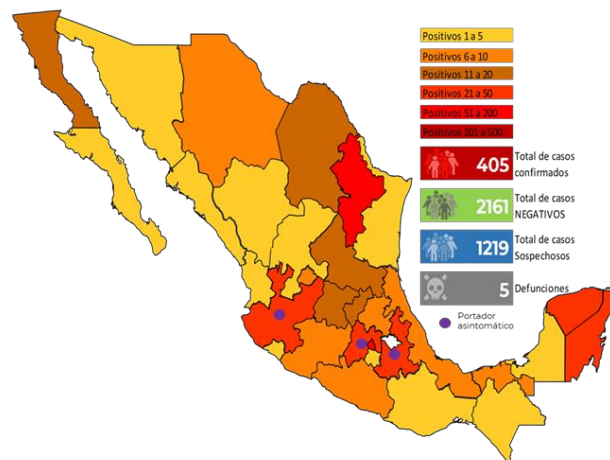 Positivos 1 a 5
Positivos 6 a 10
Positivos 11 a 20
Positivos 21 a 50
Positivos 51 a 200
Positivos 201 a 500
405
Total de casos
confirmados
2161
Total de casos
NEGATIVOS
1219
Total de casos
Sospechosos
5
Defunciones
Portador
asintomático